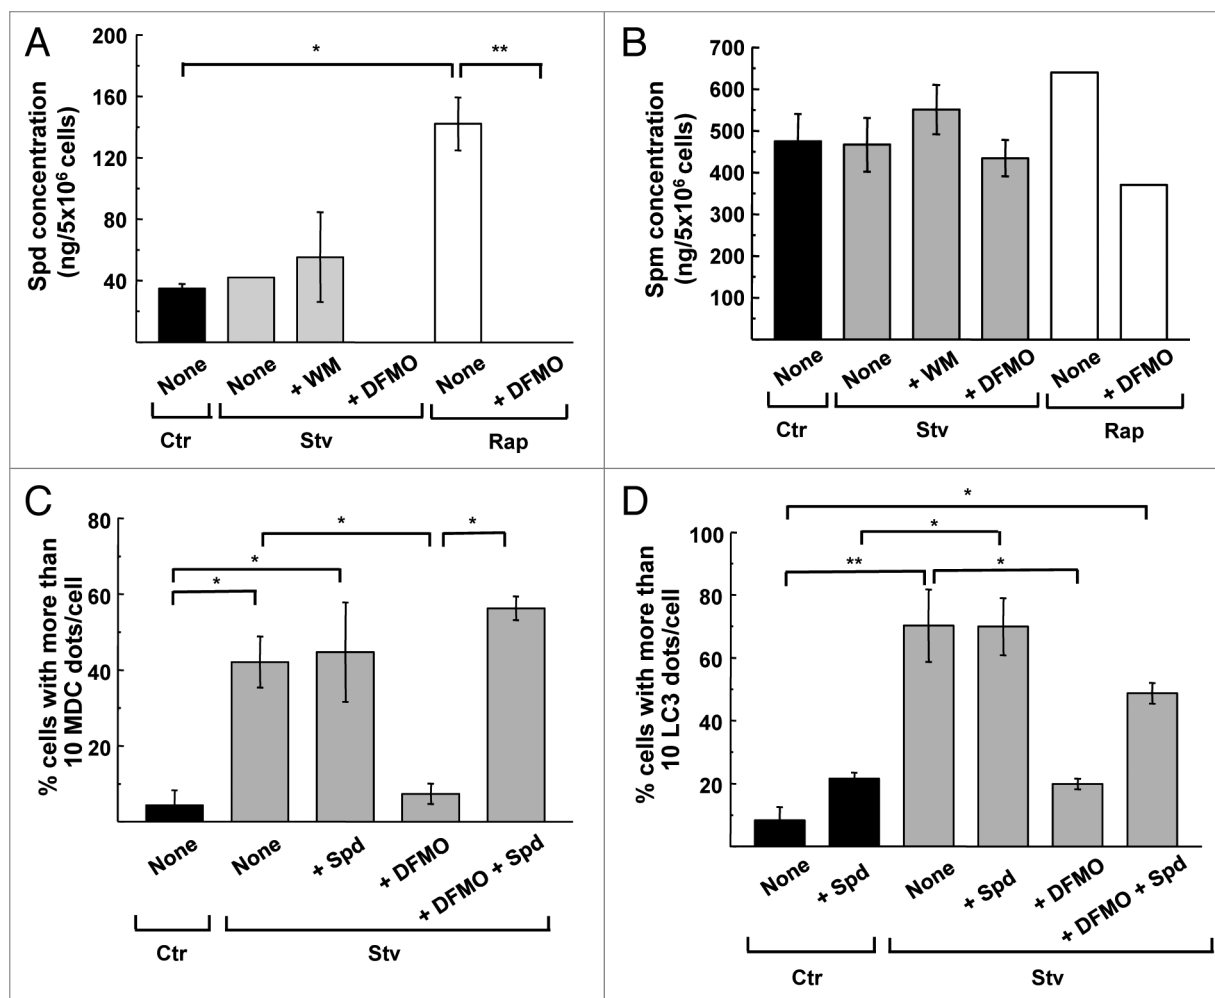 A
Spd concentration
(ng/5x10⁶ cells)
200
160
120
80
40
*
**
None
None
+ WM
+ DFMO
None
+ DFMO
Ctr
Stv
Rap
B
Spm concentration
(ng/5x10⁶ cells)
700
600
500
400
300
200
100
None
None
+ WM
+ DFMO
None
+ DFMO
Ctr
Stv
Rap
C
% cells with more than
10 MDC dots/cell
80
60
40
20
*
*
*
*
None
None
+ Spd
+ DFMO
+ DFMO + Spd
Ctr
Stv
D
% cells with more than
10 LC3 dots/cell
100
80
60
40
20
*
*
**
*
None
+ Spd
None
+ Spd
+ DFMO
+ DFMO + Spd
Ctr
Stv